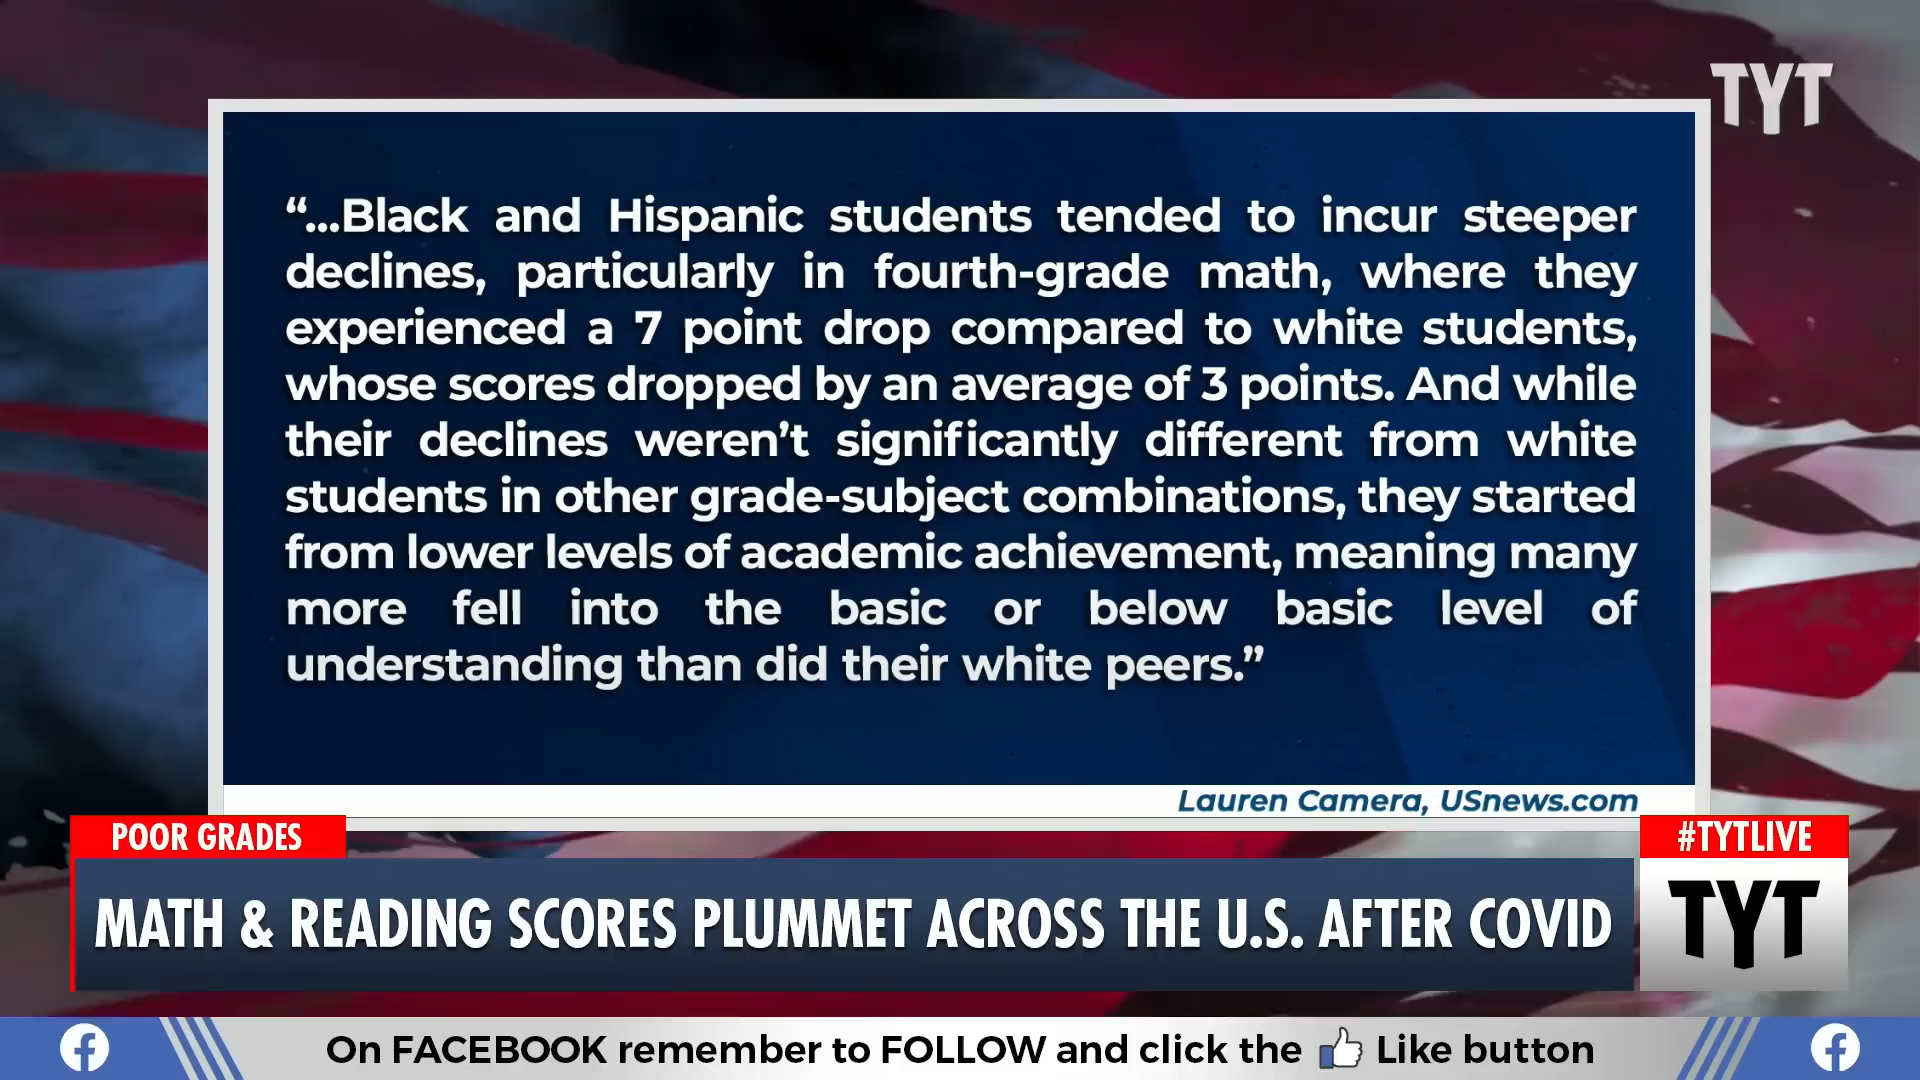 TYT
“...Black and Hispanic students tended to incur steeper
declines, particularly in fourth-grade math, where they
experienced a 7 point drop compared to white students,
whose scores dropped by an average of 3 points. And while
their declines weren’t significantly different from white
students in other grade-subject combinations, they started
from lower levels of academic achievement, meaning many
more fell into the basic or below basic level of
understanding than did their white peers.”
Lauren Camera, USnews.com
POOR GRADES
#TYTLIVE
MATH & READING SCORES PLUMMET ACROSS THE U.S. AFTER COVID
TYT
On FACEBOOK remember to FOLLOW and click the Like button